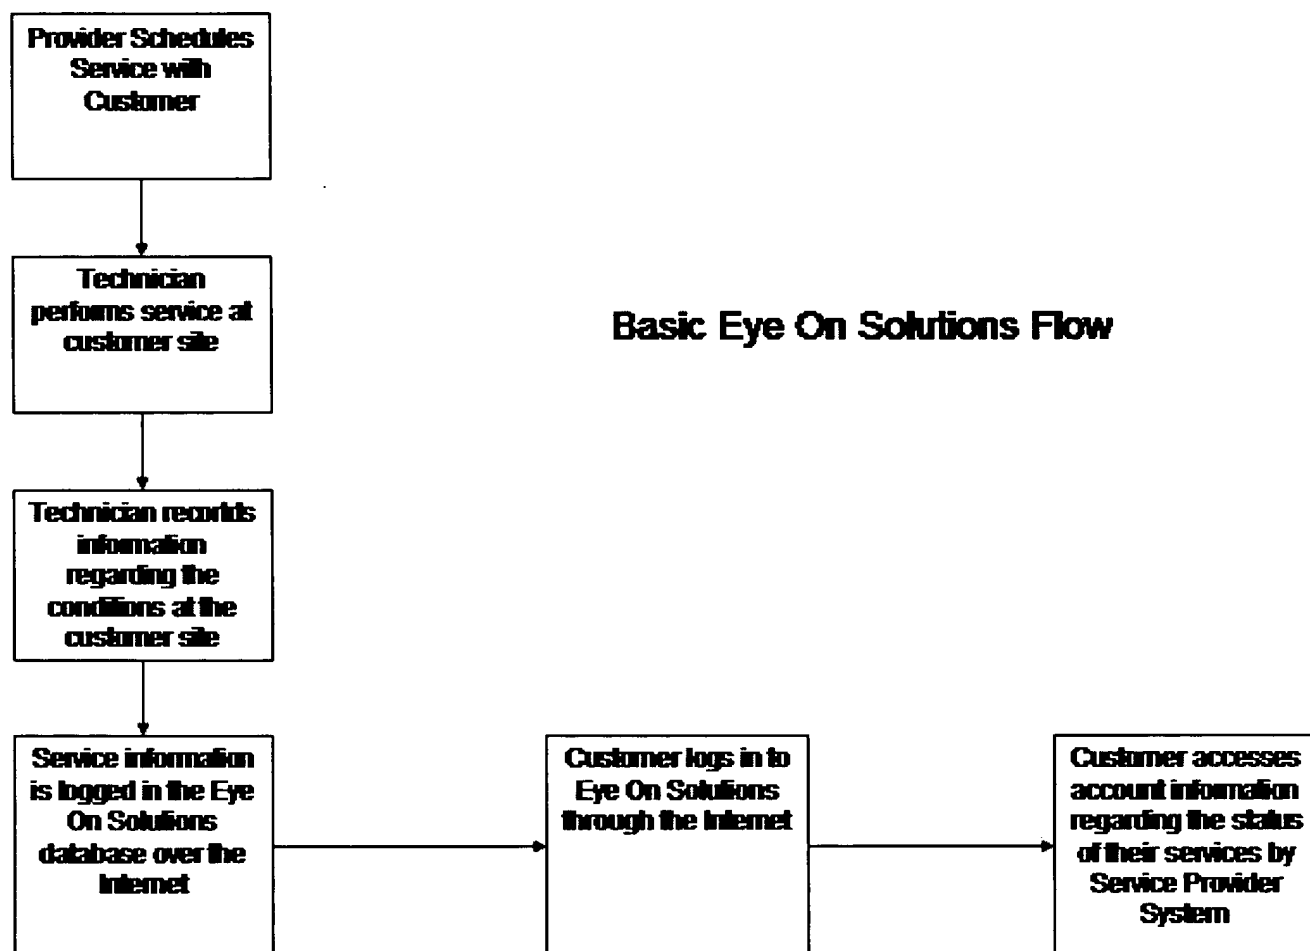 Provider Schedules
Service with
Customer
Technician
performs service at
customer site
Basic Eye On Solutions Flow
Technician records
information
regarding the
conditions at the
customer site
Service information
is logged in the Eye
On Solutions
database over the
Internet
Customer logs in to
Eye On Solutions
through the Internet
Customer accesses
account information
regarding the status
of their services by
Service Provider
System